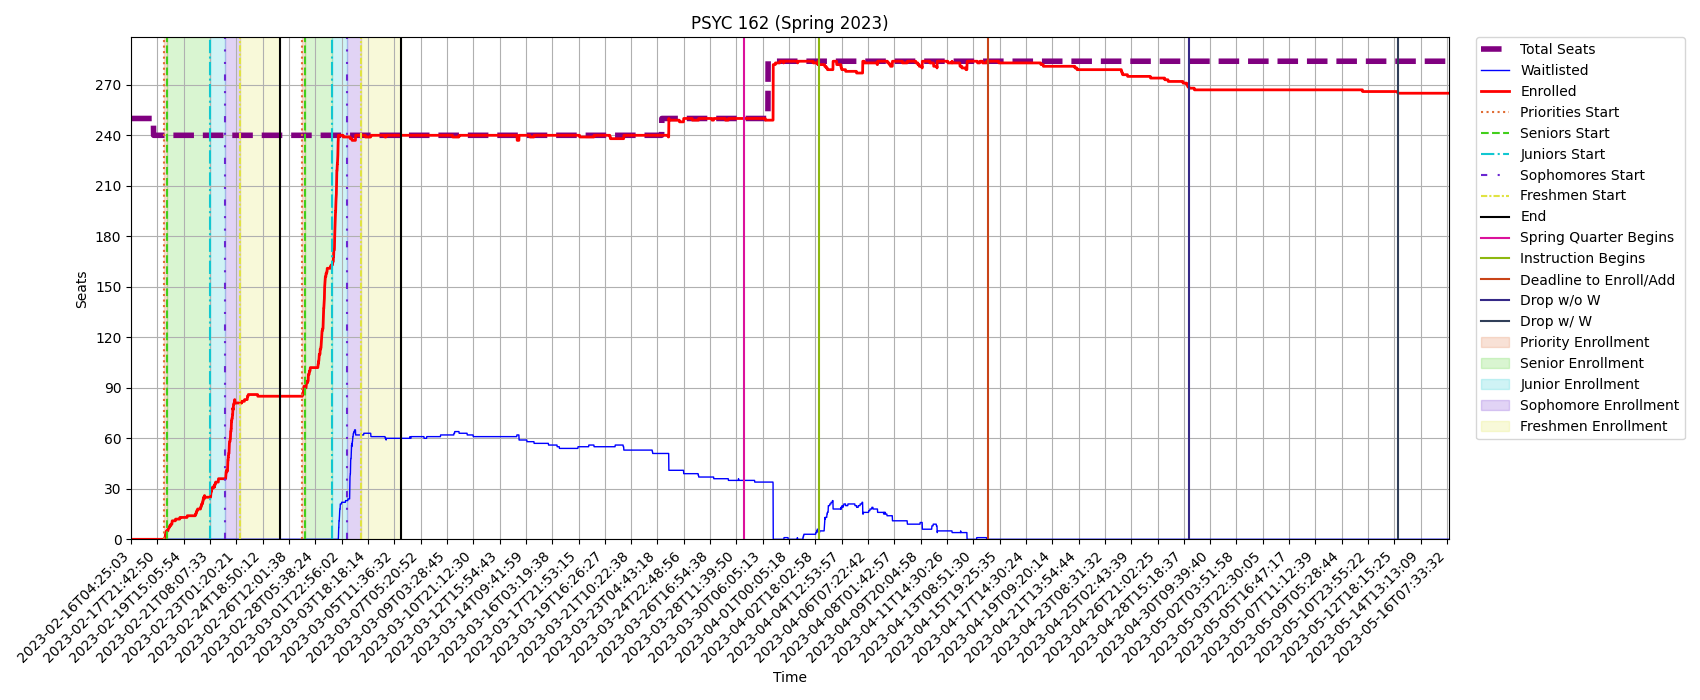 PSYC 162 (Spring 2023)
Seats
270
240
210
180
150
120
90
60
30
0
2023-02-16T04:25:03
2023-02-17T21:42:50
2023-02-19T15:05:54
2023-02-21T08:07:33
2023-02-23T01:20:21
2023-02-24T18:50:12
2023-02-26T12:01:38
2023-02-28T05:38:24
2023-03-01T22:56:02
2023-03-03T18:18:14
2023-03-05T11:36:32
2023-03-07T05:20:52
2023-03-09T03:28:45
2023-03-10T21:12:30
2023-03-12T15:54:43
2023-03-14T09:41:59
2023-03-16T03:19:38
2023-03-17T21:53:15
2023-03-19T16:26:27
2023-03-21T10:22:38
2023-03-23T04:43:18
2023-03-24T22:48:56
2023-03-26T16:54:38
2023-03-28T11:39:50
2023-03-30T06:05:13
2023-04-01T00:05:18
2023-04-02T18:02:58
2023-04-04T12:53:57
2023-04-06T07:22:42
2023-04-08T01:42:57
2023-04-09T20:04:58
2023-04-11T14:30:26
2023-04-13T08:51:30
2023-04-15T19:25:35
2023-04-17T14:30:24
2023-04-19T09:20:14
2023-04-21T13:54:44
2023-04-23T08:31:32
2023-04-25T02:43:39
2023-04-26T21:02:25
2023-04-28T15:18:37
2023-04-30T09:39:40
2023-05-02T03:51:58
2023-05-03T22:30:05
2023-05-05T16:47:17
2023-05-07T11:12:39
2023-05-09T05:28:44
2023-05-10T23:55:22
2023-05-12T18:15:25
2023-05-14T13:13:09
2023-05-16T07:33:32
Time
Total Seats
Waitlisted
Enrolled
Priorities Start
Seniors Start
Juniors Start
Sophomores Start
Freshmen Start
End
Spring Quarter Begins
Instruction Begins
Deadline to Enroll/Add
Drop w/o W
Drop w/ W
Priority Enrollment
Senior Enrollment
Junior Enrollment
Sophomore Enrollment
Freshmen Enrollment